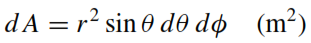 dA = r² sin θ dθ dϕ (m²)